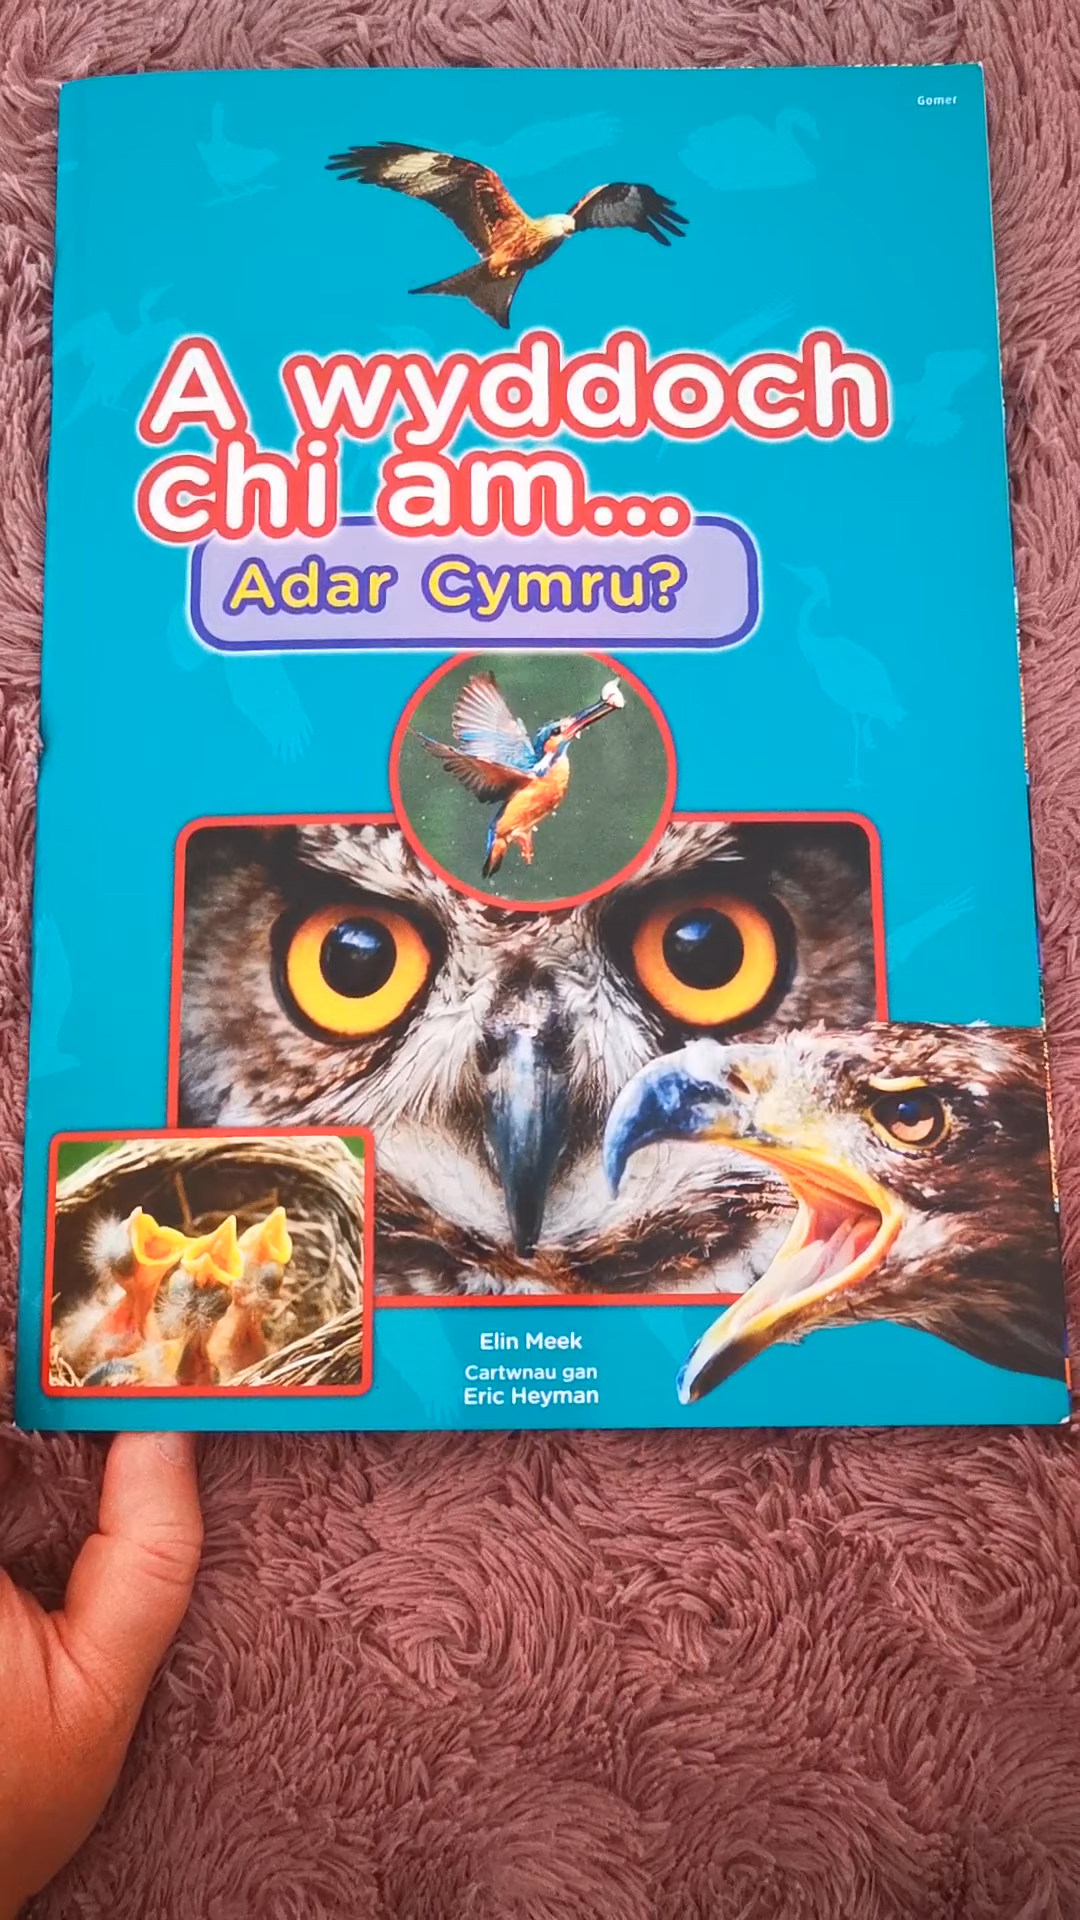 Gomer
A wyddoch
chi am...
Adar Cymru?
Elin Meek
Cartwnau gan
Eric Heyman